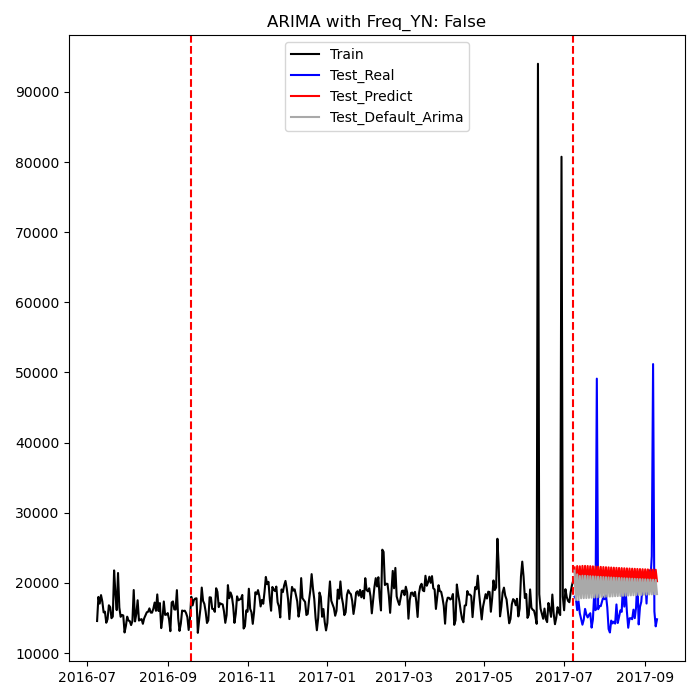 ARIMA with Freq_YN: False
Train
Test_Real
Test_Predict
Test_Default_Arima
90000
80000
70000
60000
50000
40000
30000
20000
10000
2016-07 2016-09 2016-11 2017-01 2017-03 2017-05 2017-07 2017-09